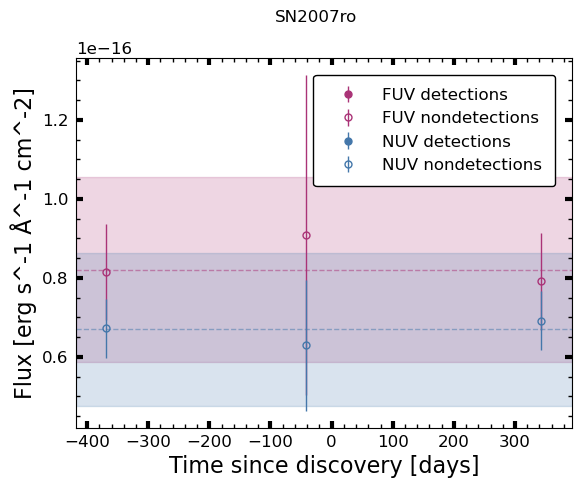 SN2007ro
1e−16
FUV detections
FUV nondetections
NUV detections
NUV nondetections
1.2
1.0
0.8
0.6
Flux [erg s^-1 Å^-1 cm^-2]
−400 −300 −200 −100 0 100 200 300
Time since discovery [days]